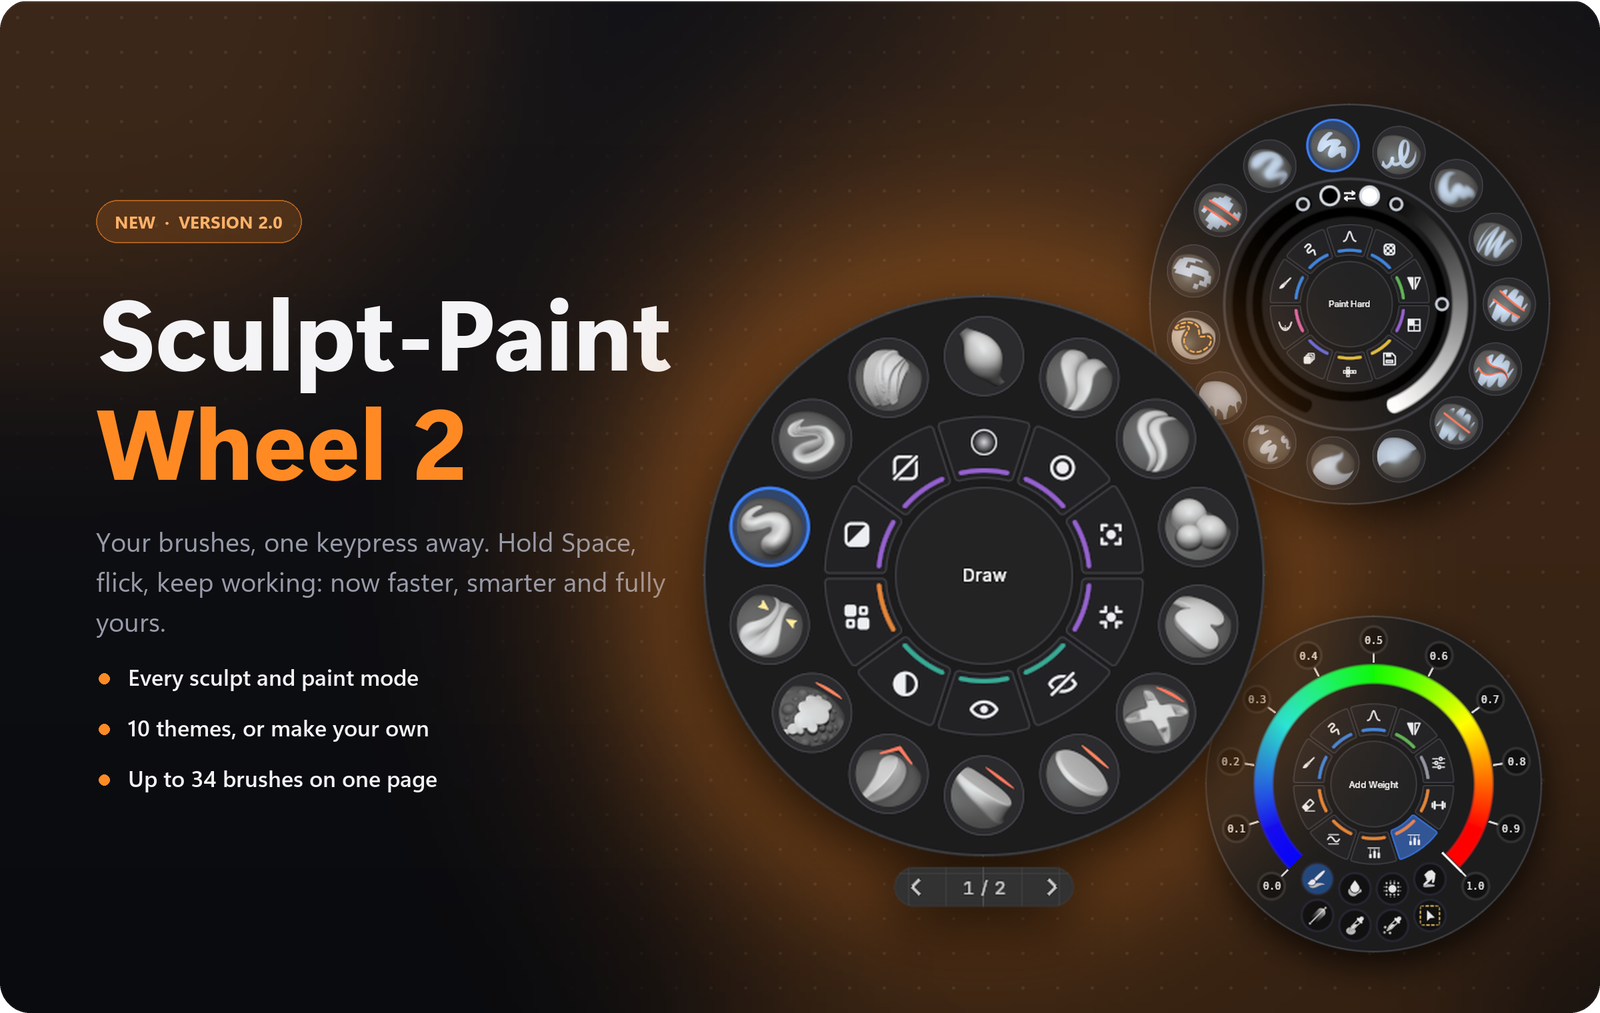 NEW · VERSION 2.0
Sculpt-Paint
Wheel 2
Your brushes, one keypress away. Hold Space,
flick, keep working: now faster, smarter and fully
yours.
Every sculpt and paint mode
10 themes, or make your own
Up to 34 brushes on one page
Paint Hard
Draw
1 / 2
0.5
0.4
0.6
0.3
0.7
0.2
0.8
Add Weight
0.1
0.9
0.0
1.0